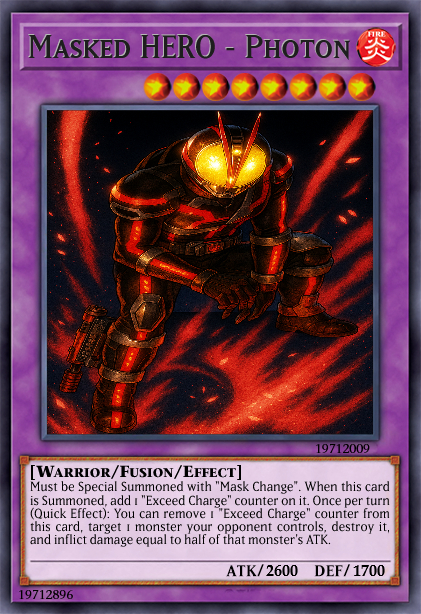 Masked HERO - Photon
FIRE
炎
19712009
[Warrior/Fusion/Effect]
Must be Special Summoned with "Mask Change". When this card
is Summoned, add 1 "Exceed Charge" counter on it. Once per turn
(Quick Effect): You can remove 1 "Exceed Charge" counter from
this card, target 1 monster your opponent controls, destroy it,
and inflict damage equal to half of that monster's ATK.
ATK/2600 DEF/1700
19712896